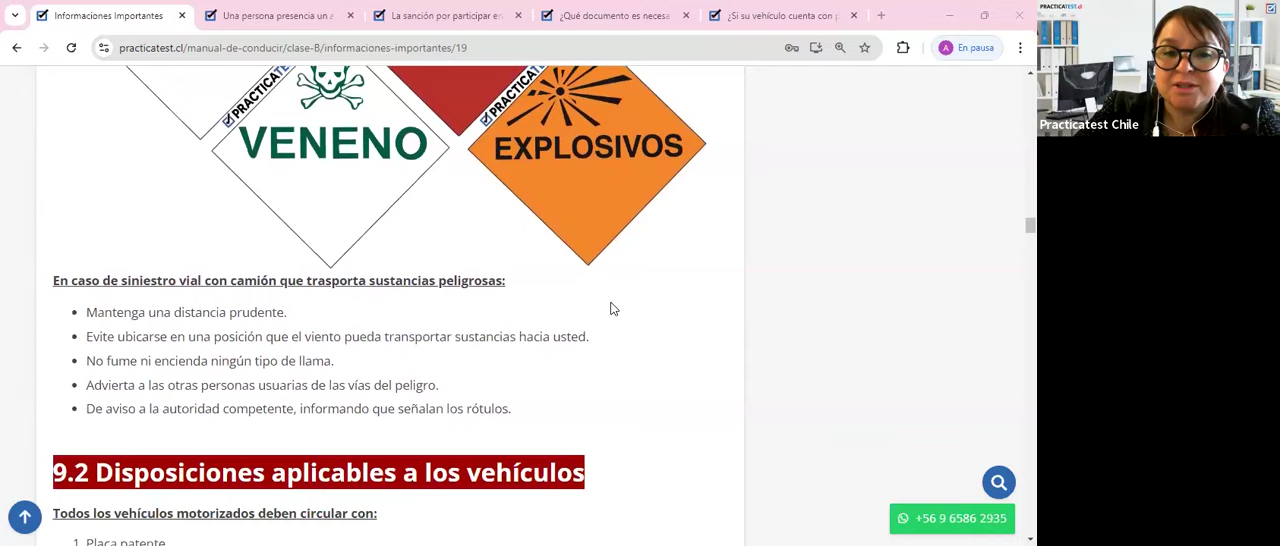 Informaciones Importantes
Una persona presencia un a
La sanción por participar en
¿Qué documento es necesa
¿Si su vehículo cuenta con p
practicatest.cl/manual-de-conducir/clase-B/informaciones-importantes/19
A
En pausa
PRACTICATEST.cl
Practicatest Chile
PRACTICATE
PRACTICATE
VENENO
EXPLOSIVOS
En caso de siniestro vial con camión que trasporta sustancias peligrosas:
• Mantenga una distancia prudente.
• Evite ubicarse en una posición que el viento pueda transportar sustancias hacia usted.
• No fume ni encienda ningún tipo de llama.
• Advierta a las otras personas usuarias de las vías del peligro.
• De aviso a la autoridad competente, informando que señalan los rótulos.
9.2 Disposiciones aplicables a los vehículos
Todos los vehículos motorizados deben circular con:
1. Placa patente
+56 9 6586 2935